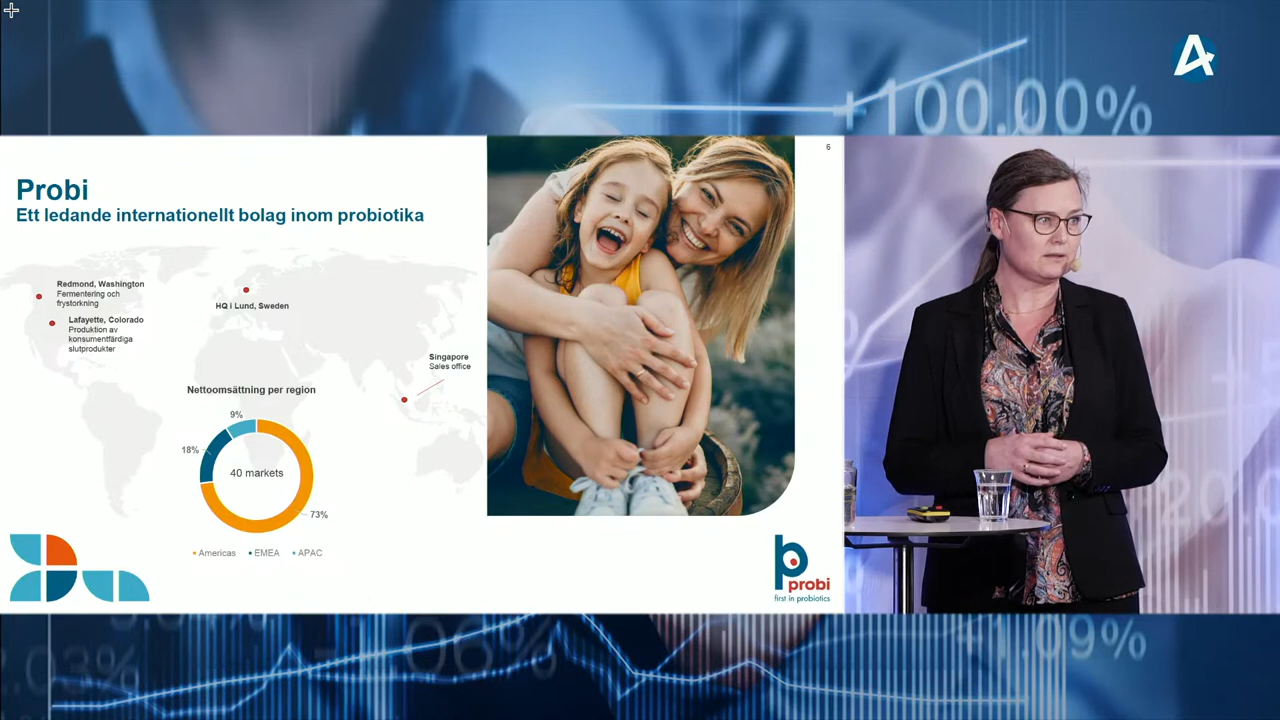 +100.00%
6
Probi
Ett ledande internationellt bolag inom probiotika
Redmond, Washington
Fermentering och
frystorkning
Lafayette, Colorado
Produktion av
konsumentfärdiga
slutprodukter
HQ i Lund, Sweden
Singapore
Sales office
Nettoomsättning per region
9%
18%
40 markets
73%
Americas EMEA APAC
probi
first in probiotics